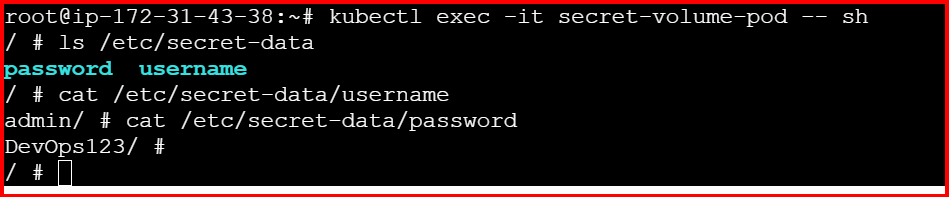 root@ip-172-31-43-38:~# kubectl exec -it secret-volume-pod -- sh
/ # ls /etc/secret-data
password  username
/ # cat /etc/secret-data/username
admin/ # cat /etc/secret-data/password
DevOps123/ #
/ #